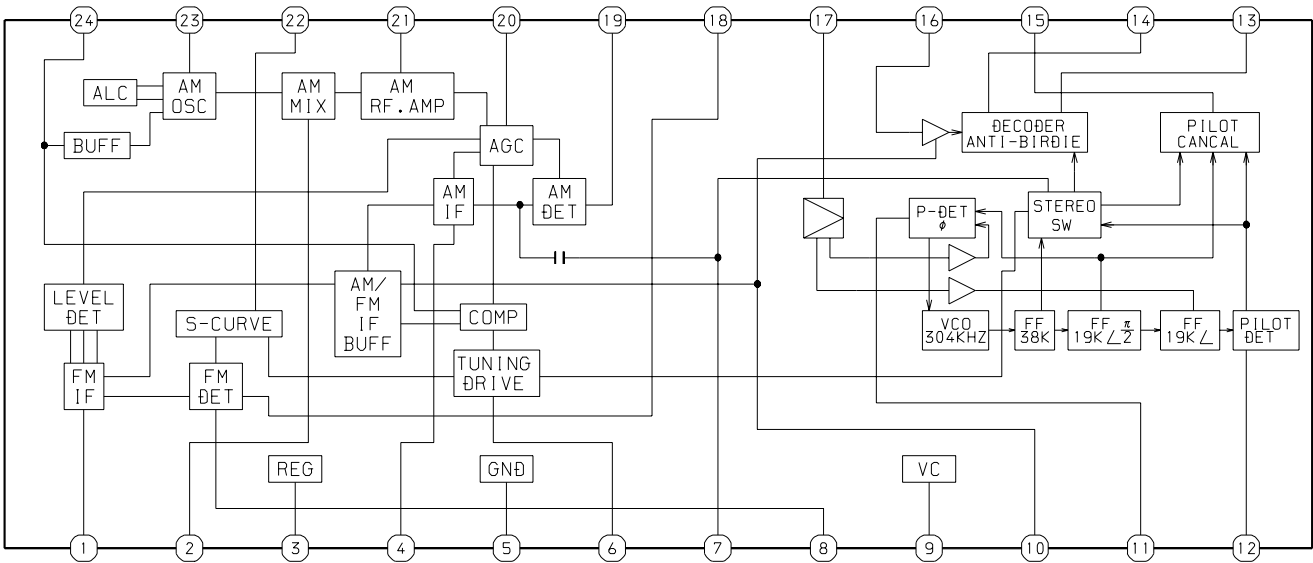 24 23 22 21 20 19 18 17 16 15 14 13
ALC
AM
OSC
AM
MIX
AM
RF.AMP
BUFF
AGC
DECODER
ANTI-BIRDIE
PILOT
CANCAL
AM
IF
AM
DET
P-DET
φ
STEREO
SW
LEVEL
DET
S-CURVE
AM/
FM
IF
BUFF
COMP
VCO
304KHZ
FF
38K
FF
19K∠π/2
FF
19K∠
PILOT
DET
FM
IF
FM
DET
TUNING
DRIVE
REG
GND
VC
1 2 3 4 5 6 7 8 9 10 11 12